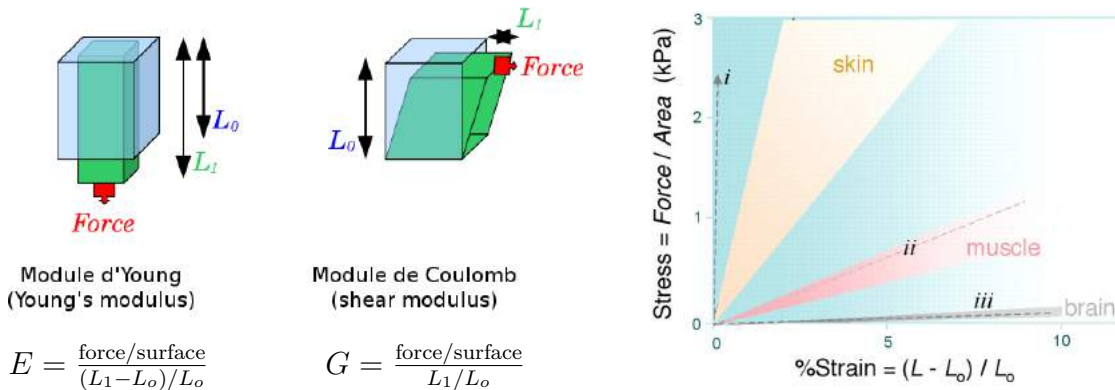 L₀
L₁
Force
Module d'Young
(Young's modulus)
E = force/surface / (L₁−Lₒ)/Lₒ
L₁
Force
L₀
Module de Coulomb
(shear modulus)
G = force/surface / L₁/Lₒ
Stress = Force / Area (kPa)
3
2
1
0
i
skin
ii
muscle
iii
brain
0
5
10
%Strain = (L - Lₒ) / Lₒ